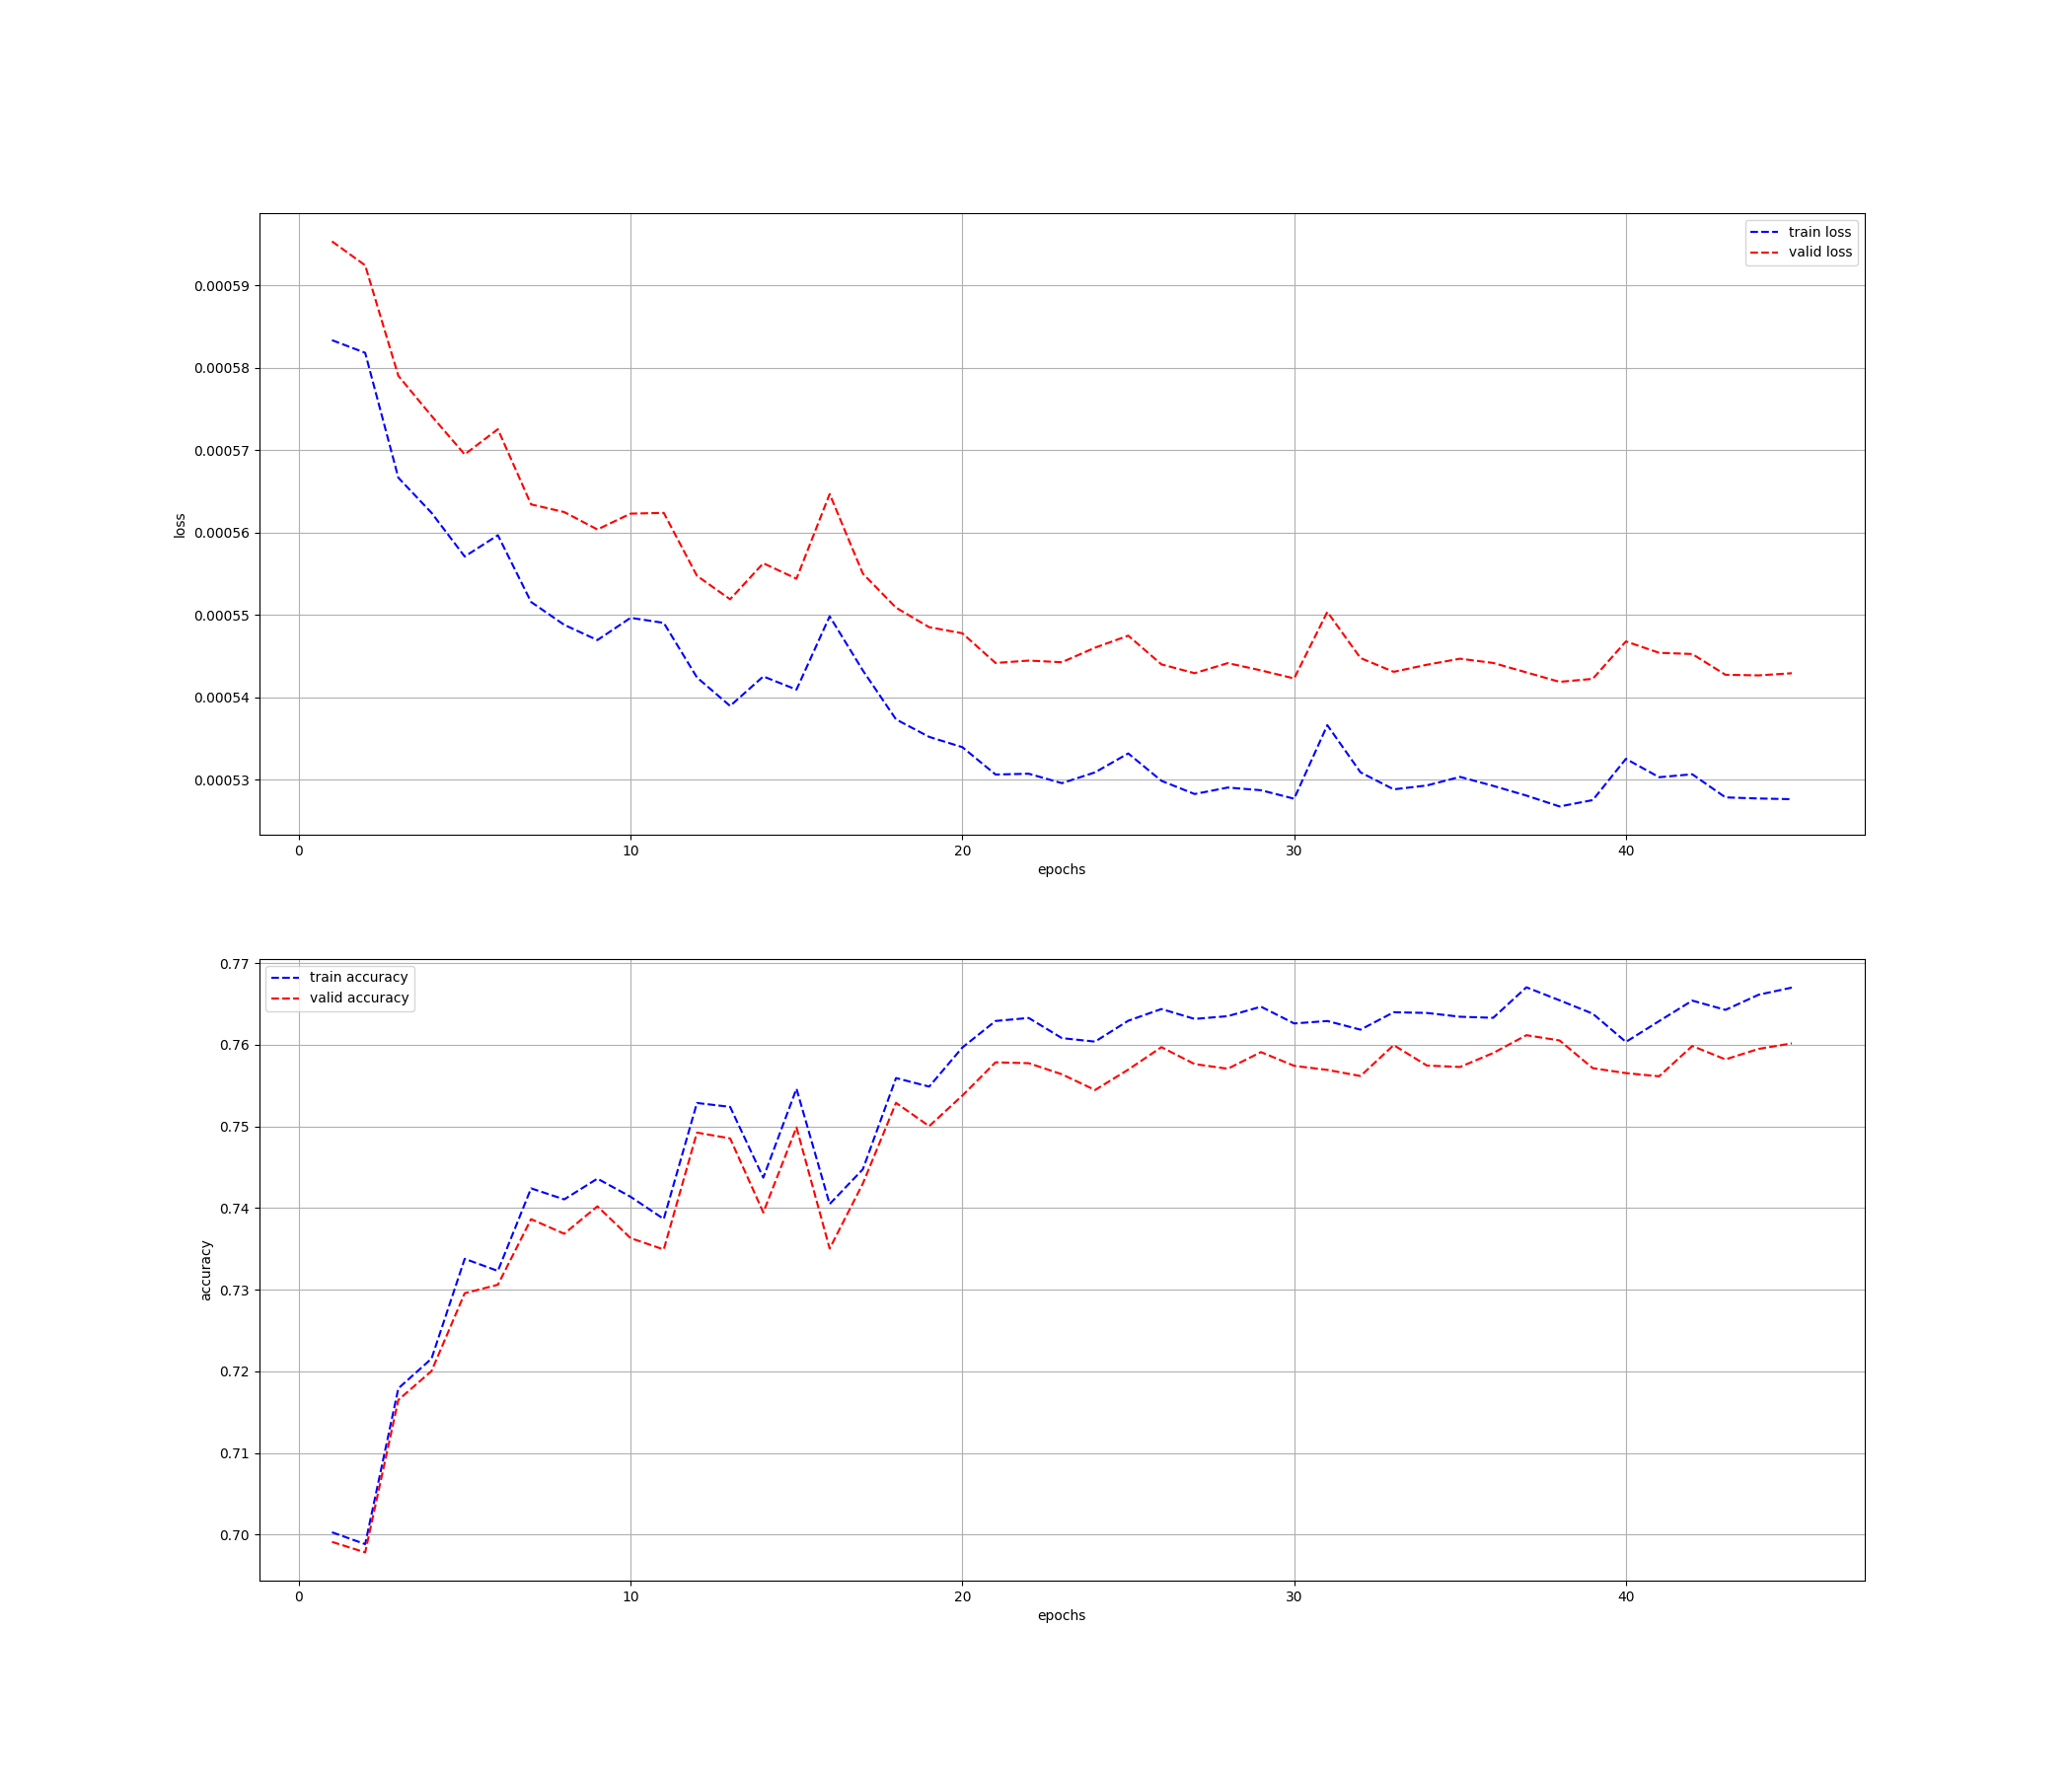 train loss
valid loss
0.00059
0.00058
0.00057
0.00056
0.00055
0.00054
0.00053
loss
0 10 20 30 40
epochs
train accuracy
valid accuracy
0.77
0.76
0.75
0.74
0.73
0.72
0.71
0.70
accuracy
0 10 20 30 40
epochs